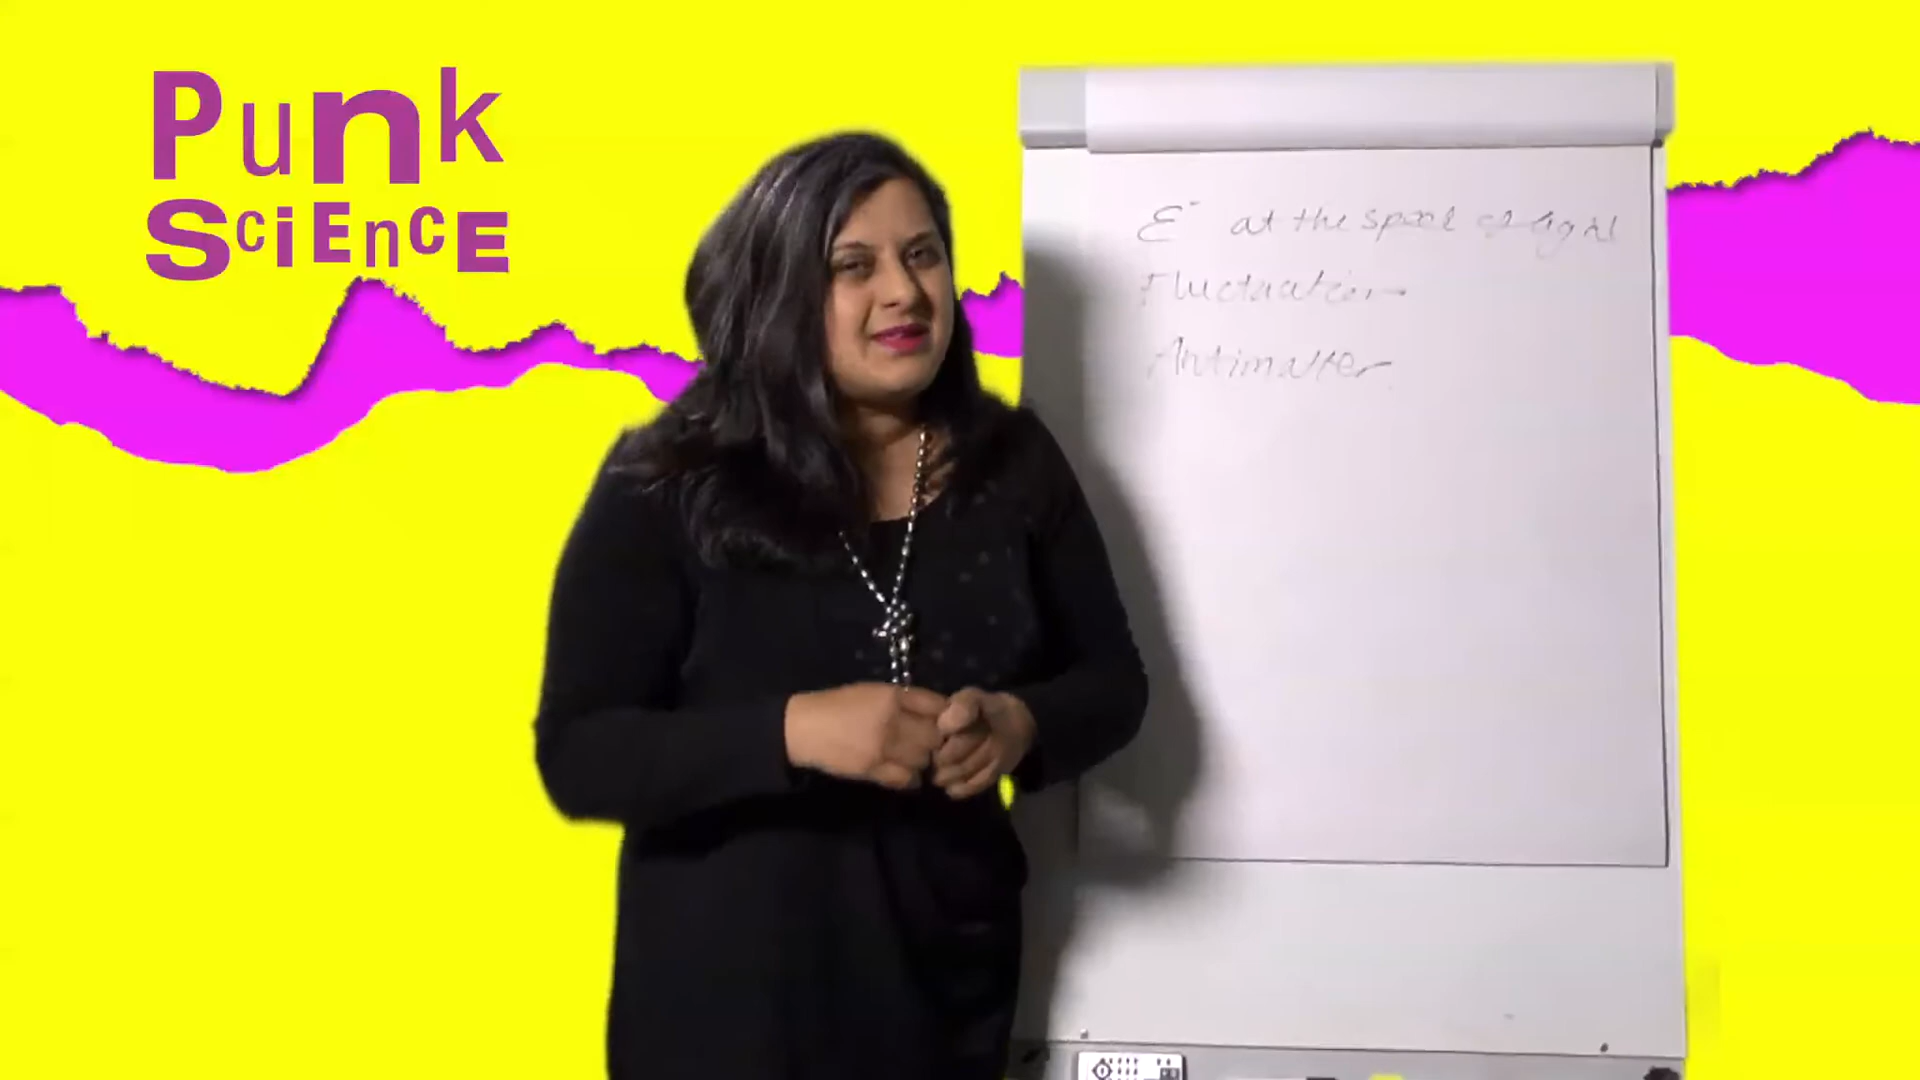 Punk
Science
E⁻ at the speed of light
Fluctuation
Antimatter